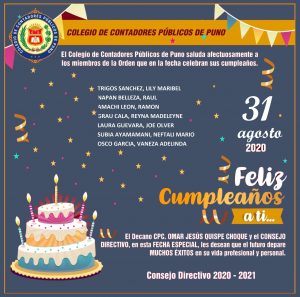 COLEGIO DE CONTADORES PÚBLICOS DE PUNO
El Colegio de Contadores Públicos de Puno saluda afectuosamente a
los miembros de la Orden que en la fecha celebran sus cumpleaños.
TRIGOS SANCHEZ, LILY MARIBEL
NAPAN BELLEZA, RAUL
MACHI LEON, RAMON
GRAU CALA, REYNA MADELEYNE
LAURA GUEVARA, JOE OLVER
SUBIA AYAMAMANI, NEFTALI MARIO
OSCO GARCIA, VANEZA ADELINDA
31
agosto
2020
Feliz
Cumpleaños
a ti...
El Decano CPC. OMAR JESÚS QUISPE CHOQUE y el CONSEJO
DIRECTIVO, en esta FECHA ESPECIAL, les desean que el futuro depare
MUCHOS ÉXITOS en su vida profesional y personal.
Consejo Directivo 2020 - 2021